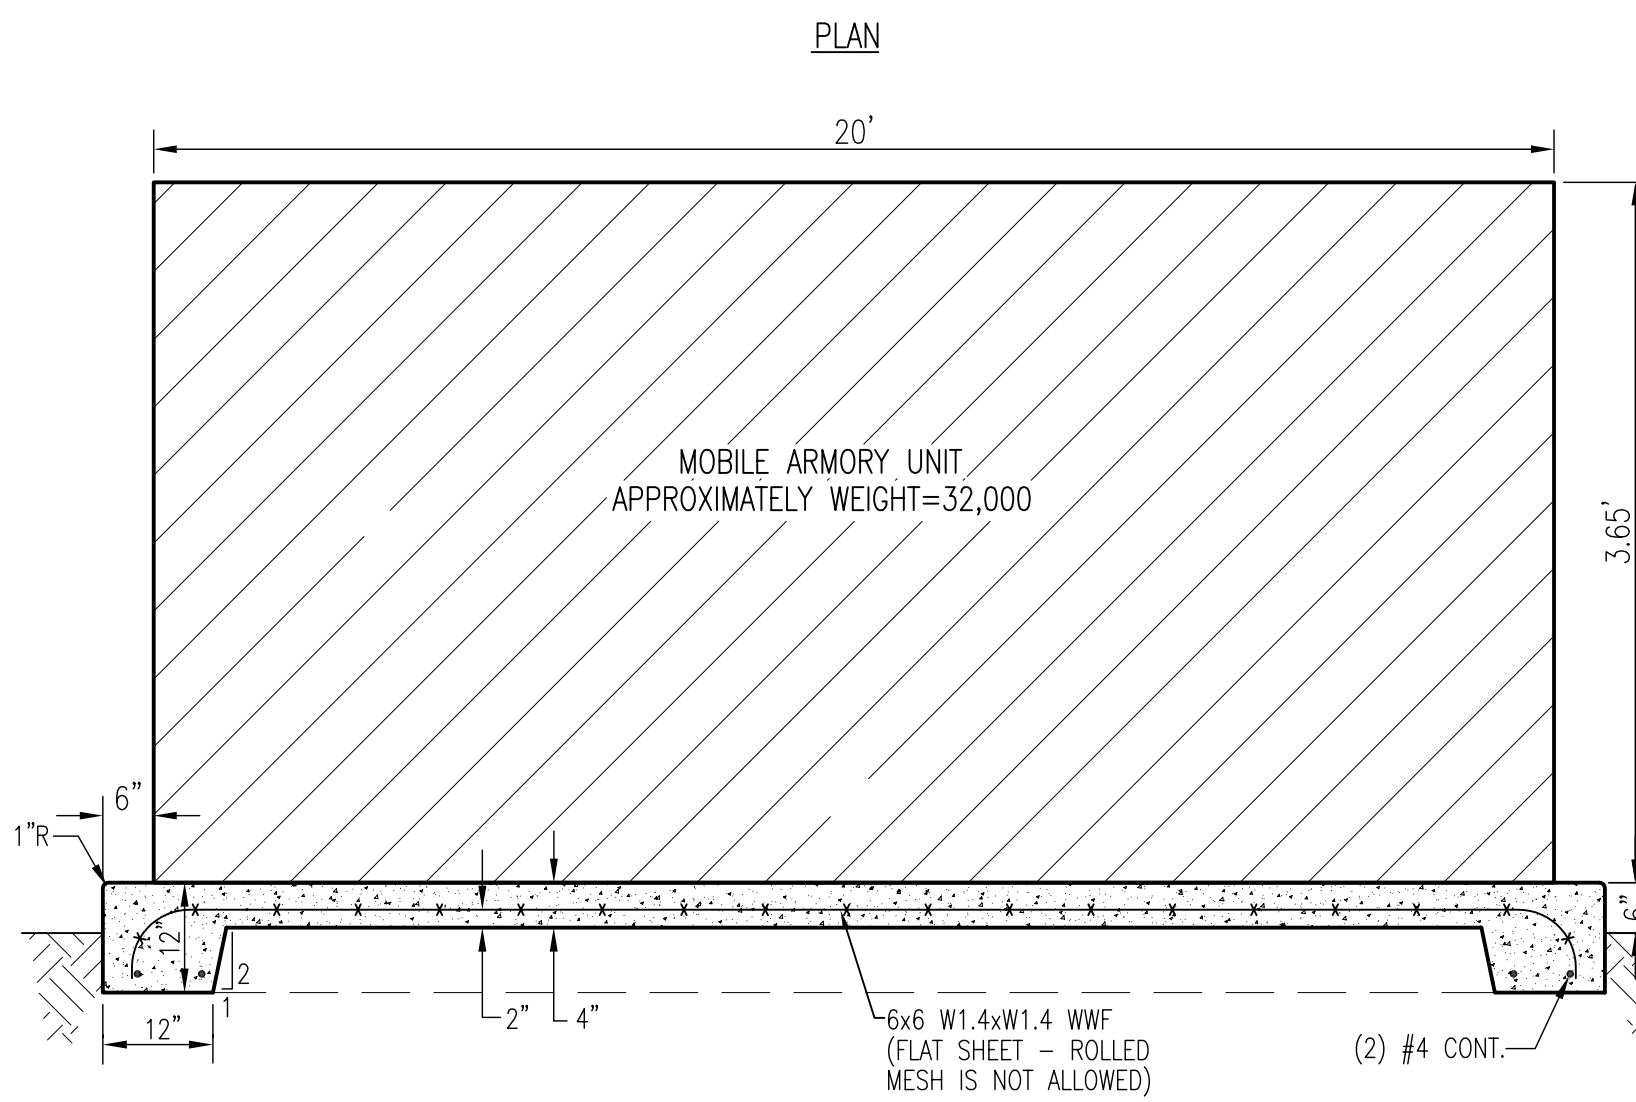 PLAN
20'
MOBILE ARMORY UNIT
APPROXIMATELY WEIGHT=32,000
3.65'
6"
1"R
12"
6"
2
1
12"
2"
4"
6x6 W1.4xW1.4 WWF
(FLAT SHEET – ROLLED
MESH IS NOT ALLOWED)
(2) #4 CONT.